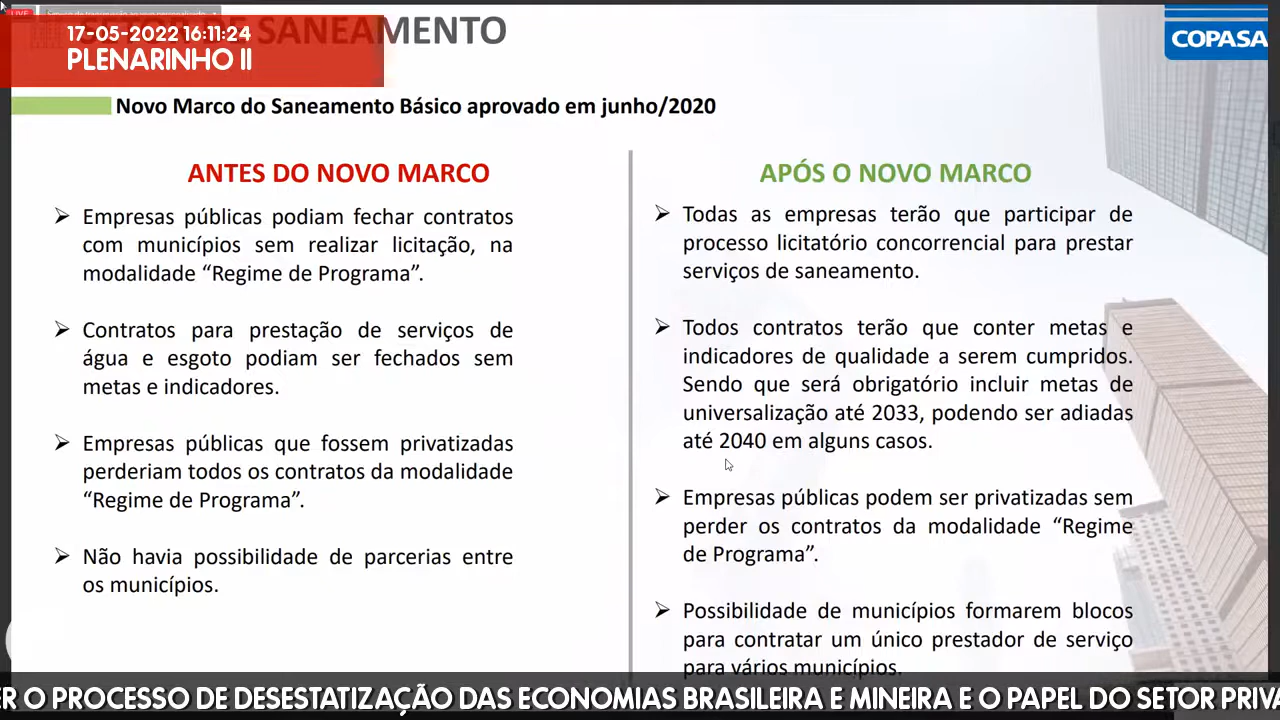 LIVE
SETOR DE SANEAMENTO
17-05-2022 16:11:24
PLENARINHO II
COPASA
Novo Marco do Saneamento Básico aprovado em junho/2020
ANTES DO NOVO MARCO
Empresas públicas podiam fechar contratos
com municípios sem realizar licitação, na
modalidade “Regime de Programa”.
Contratos para prestação de serviços de
água e esgoto podiam ser fechados sem
metas e indicadores.
Empresas públicas que fossem privatizadas
perderiam todos os contratos da modalidade
“Regime de Programa”.
Não havia possibilidade de parcerias entre
os municípios.
APÓS O NOVO MARCO
Todas as empresas terão que participar de
processo licitatório concorrencial para prestar
serviços de saneamento.
Todos contratos terão que conter metas e
indicadores de qualidade a serem cumpridos.
Sendo que será obrigatório incluir metas de
universalização até 2033, podendo ser adiadas
até 2040 em alguns casos.
Empresas públicas podem ser privatizadas sem
perder os contratos da modalidade “Regime
de Programa”.
Possibilidade de municípios formarem blocos
para contratar um único prestador de serviço
para vários municípios.
ER O PROCESSO DE DESESTATIZAÇÃO DAS ECONOMIAS BRASILEIRA E MINEIRA E O PAPEL DO SETOR PRIVA